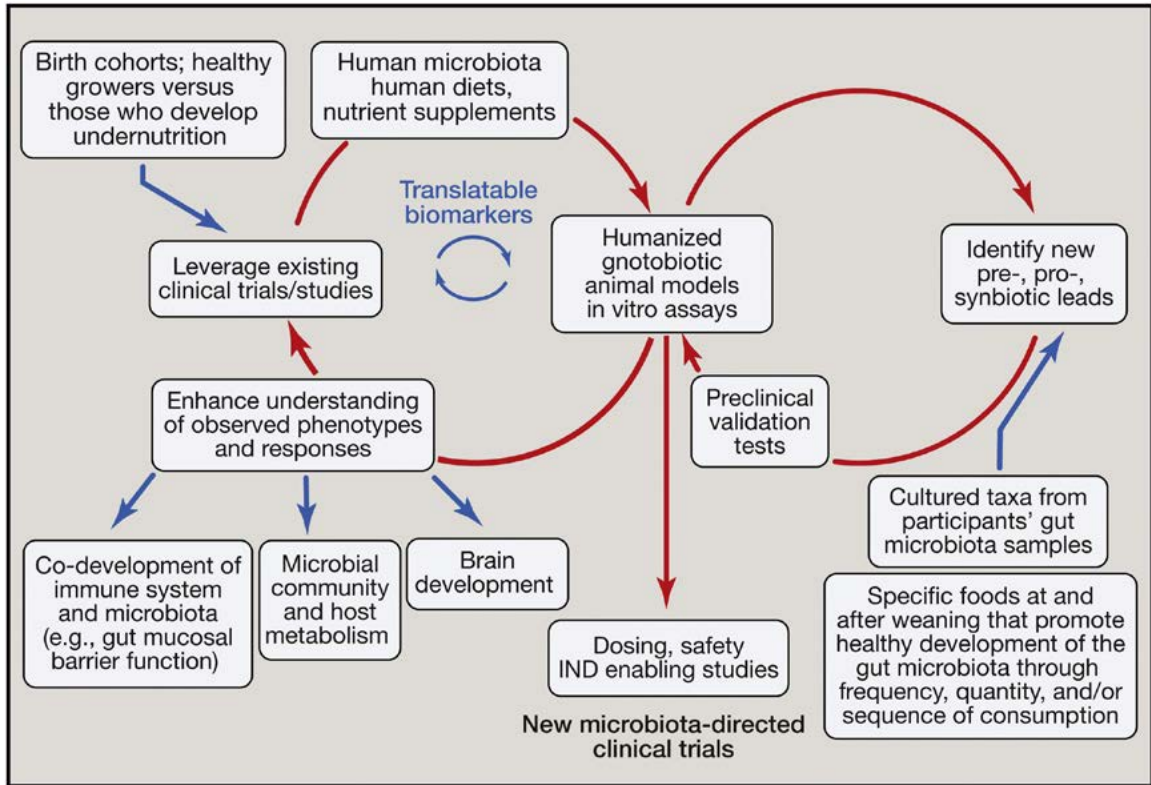 Birth cohorts; healthy
growers versus
those who develop
undernutrition
Human microbiota
human diets,
nutrient supplements
Translatable
biomarkers
Leverage existing
clinical trials/studies
Humanized
gnotobiotic
animal models
in vitro assays
Identify new
pre-, pro-,
synbiotic leads
Enhance understanding
of observed phenotypes
and responses
Preclinical
validation
tests
Cultured taxa from
participants’ gut
microbiota samples
Co-development of
immune system
and microbiota
(e.g., gut mucosal
barrier function)
Microbial
community
and host
metabolism
Brain
development
Dosing, safety
IND enabling studies
New microbiota-directed
clinical trials
Specific foods at and
after weaning that promote
healthy development of the
gut microbiota through
frequency, quantity, and/or
sequence of consumption